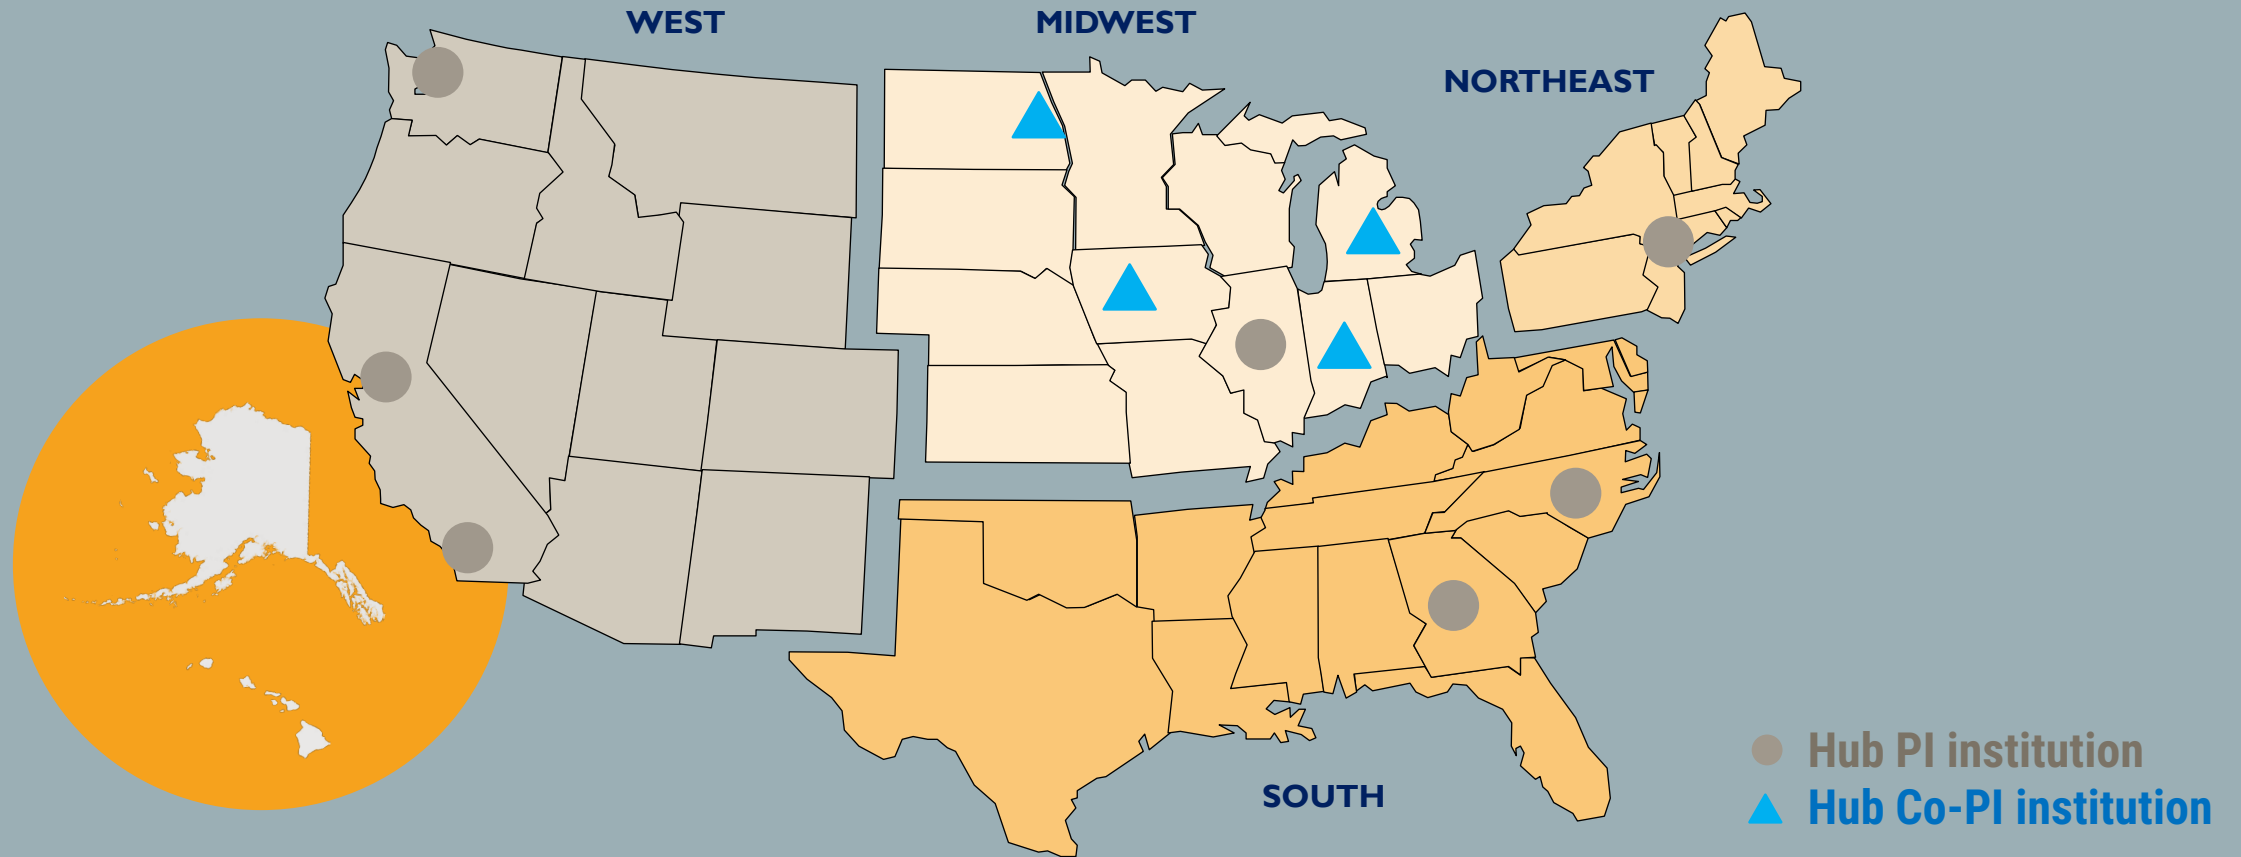 WEST
MIDWEST
NORTHEAST
SOUTH
Hub PI institution
Hub Co-PI institution